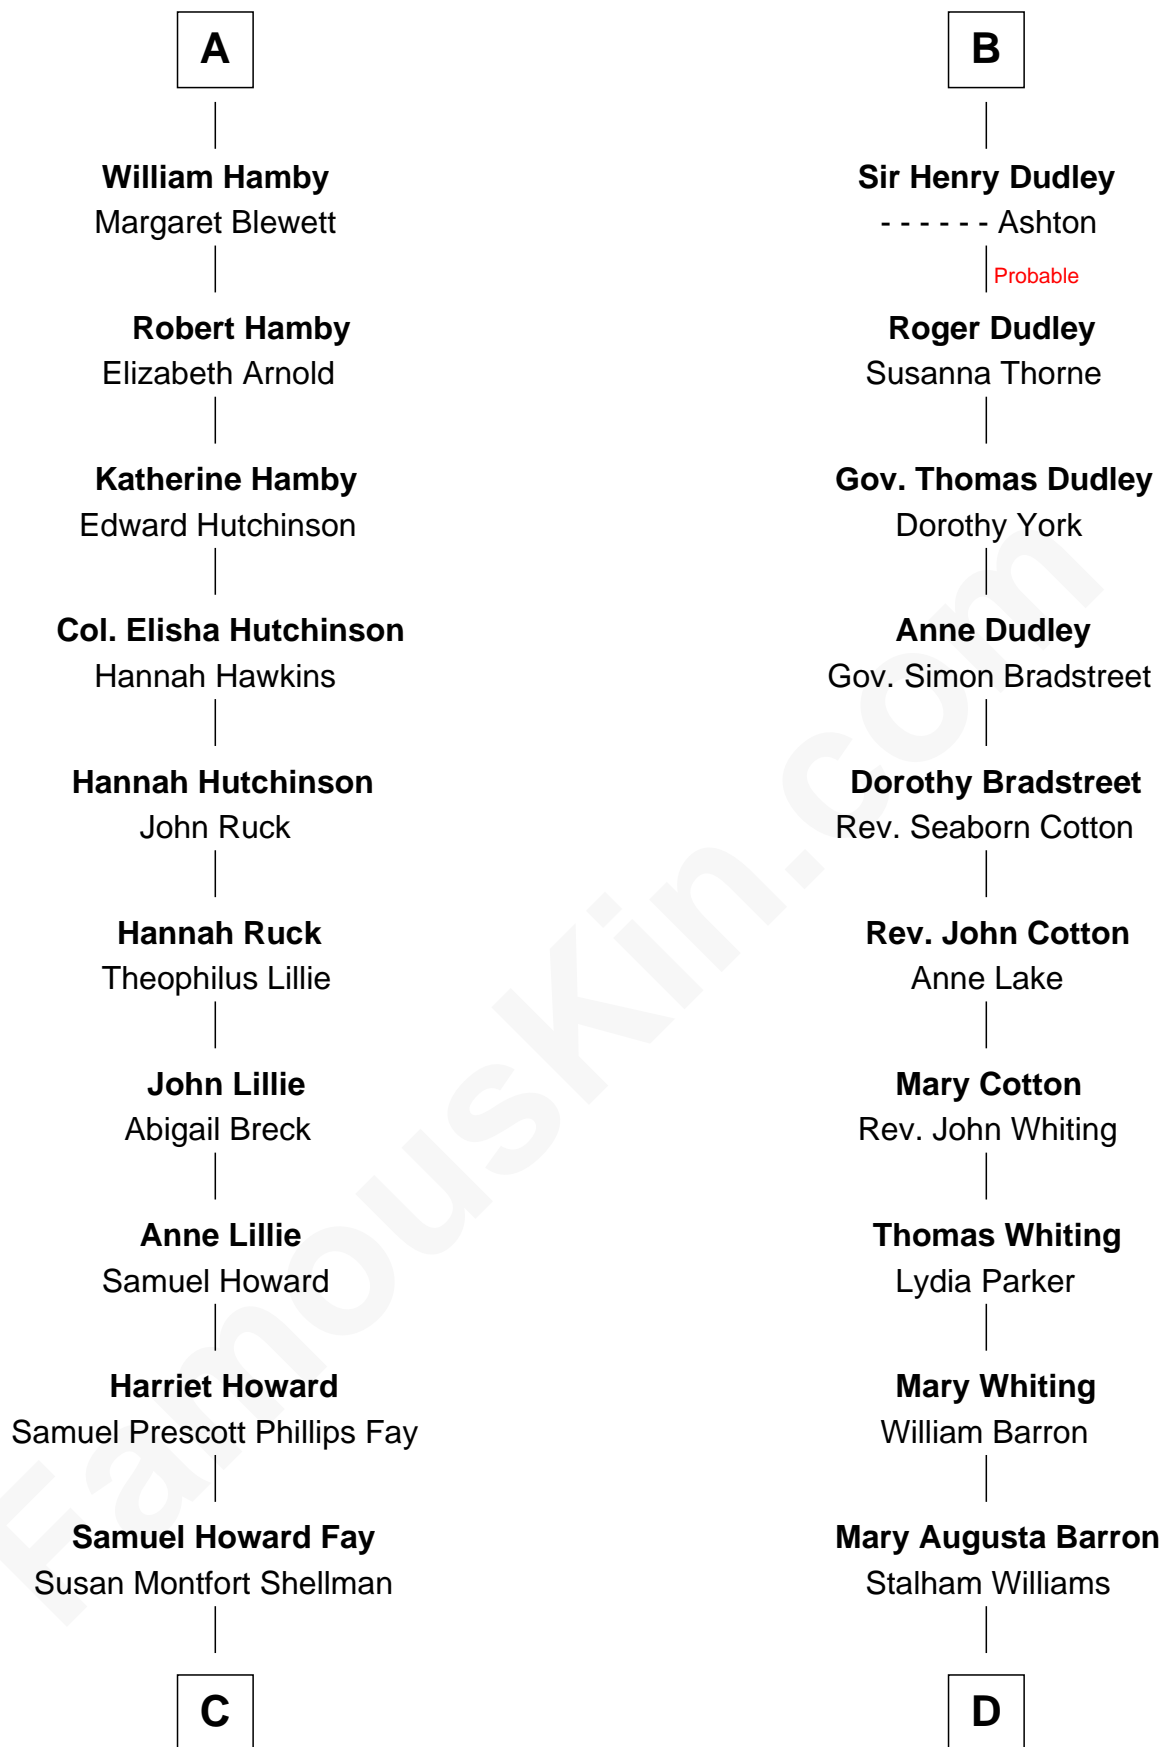 A
William Hamby
Margaret Blewett
Robert Hamby
Elizabeth Arnold
Katherine Hamby
Edward Hutchinson
Col. Elisha Hutchinson
Hannah Hawkins
Hannah Hutchinson
John Ruck
Hannah Ruck
Theophilus Lillie
John Lillie
Abigail Breck
Anne Lillie
Samuel Howard
Harriet Howard
Samuel Prescott Phillips Fay
Samuel Howard Fay
Susan Montfort Shellman
C
B
Sir Henry Dudley
- - - - - - Ashton
Probable
Roger Dudley
Susanna Thorne
Gov. Thomas Dudley
Dorothy York
Anne Dudley
Gov. Simon Bradstreet
Dorothy Bradstreet
Rev. Seaborn Cotton
Rev. John Cotton
Anne Lake
Mary Cotton
Rev. John Whiting
Thomas Whiting
Lydia Parker
Mary Whiting
William Barron
Mary Augusta Barron
Stalham Williams
D
FamousKin.com